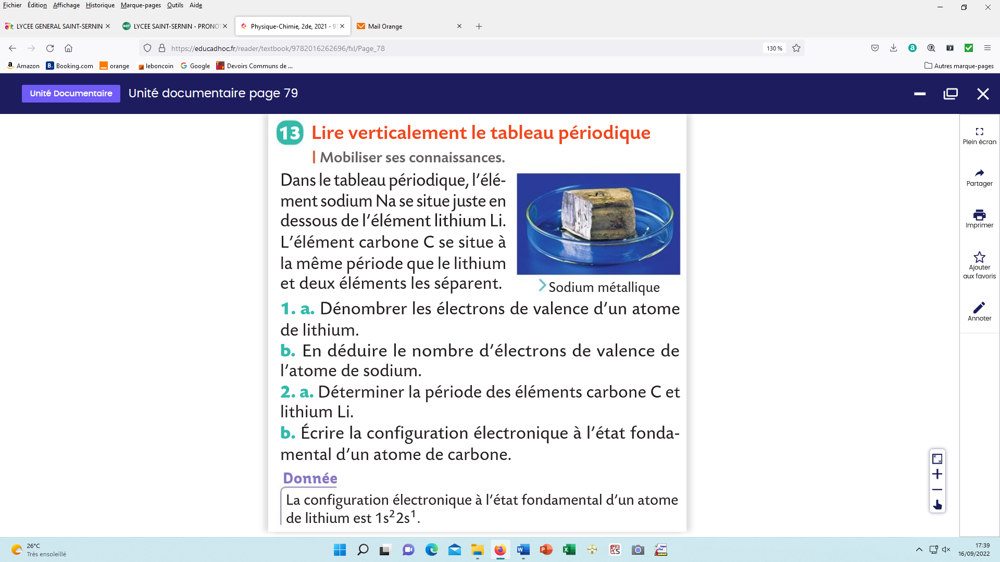 Fichier Édition Affichage Historique Marque-pages Outils Aide
LYCEE GENERAL SAINT-SERNIN
LYCEE SAINT-SERNIN - PRONOT
Physique-Chimie, 2de, 2021 - 97
Mail Orange
https://educadhoc.fr/reader/textbook/9782016262696/fxl/Page_78
130 %
Amazon
Booking.com
orange
leboncoin
Google
Devoirs Communs de ...
Autres marque-pages
Unité Documentaire
Unité documentaire page 79
13 Lire verticalement le tableau périodique
Mobiliser ses connaissances.
Dans le tableau périodique, l'élé-
ment sodium Na se situe juste en
dessous de l'élément lithium Li.
L'élément carbone C se situe à
la même période que le lithium
et deux éléments les séparent.
Sodium métallique
1. a. Dénombrer les électrons de valence d'un atome
de lithium.
b. En déduire le nombre d'électrons de valence de
l'atome de sodium.
2. a. Déterminer la période des éléments carbone C et
lithium Li.
b. Écrire la configuration électronique à l'état fonda-
mental d'un atome de carbone.
Donnée
La configuration électronique à l'état fondamental d'un atome
de lithium est 1s²2s¹.
Plein écran
Partager
Imprimer
Ajouter
aux favoris
Annoter
26°C
Très ensoleillé
17:39
16/09/2022